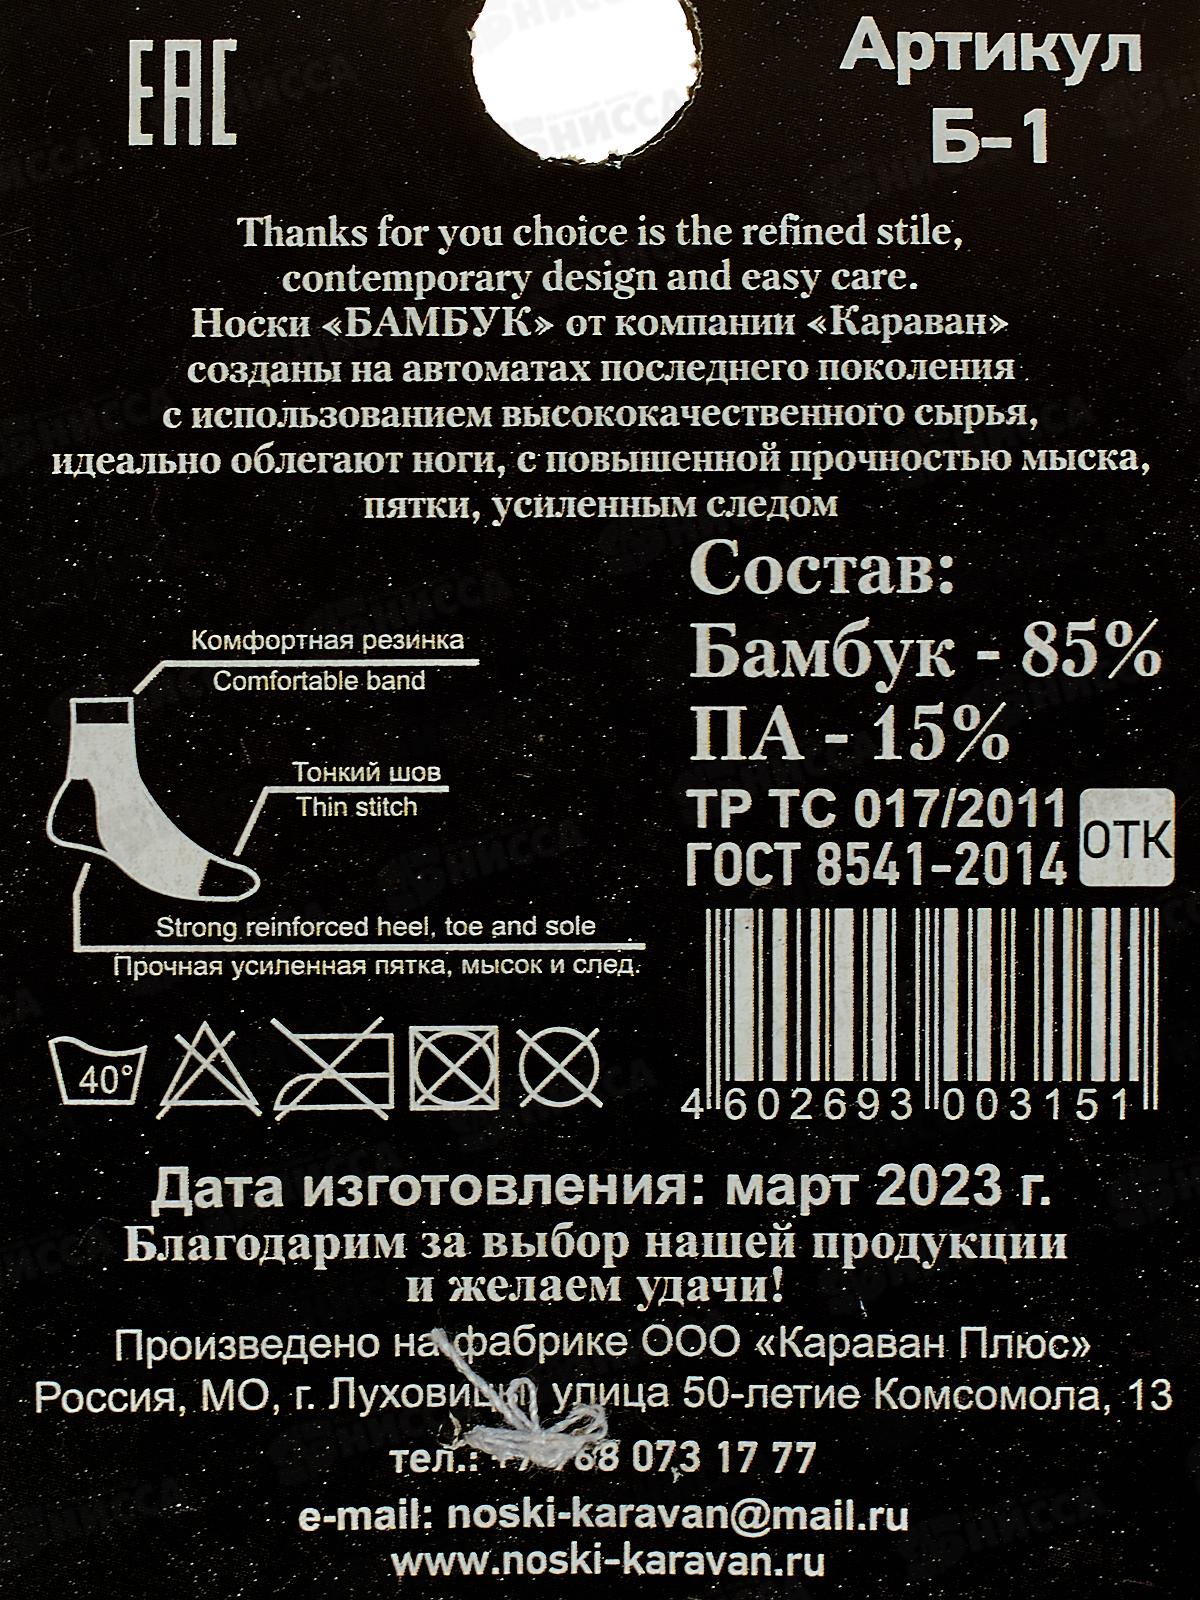 ЕАС
Артикул
Б-1
Thanks for you choice is the refined stile,
contemporary design and easy care.
Носки «БАМБУК» от компании «Караван»
созданы на автоматах последнего поколения
с использованием высококачественного сырья,
идеально облегают ноги, с повышенной прочностью мыска,
пятки, усиленным следом
Состав:
Бамбук - 85%
ПА - 15%
ТР ТС 017/2011
ГОСТ 8541-2014
ОТК
Комфортная резинка
Comfortable band
Тонкий шов
Thin stitch
Strong reinforced heel, toe and sole
Прочная усиленная пятка, мысок и след.
40°
4 602693 003151
Дата изготовления: март 2023 г.
Благодарим за выбор нашей продукции
и желаем удачи!
Произведено на фабрике ООО «Караван Плюс»
Россия, МО, г. Луховицы улица 50-летие Комсомола, 13
тел.: 68 073 17 77
e-mail: noski-karavan@mail.ru
www.noski-karavan.ru